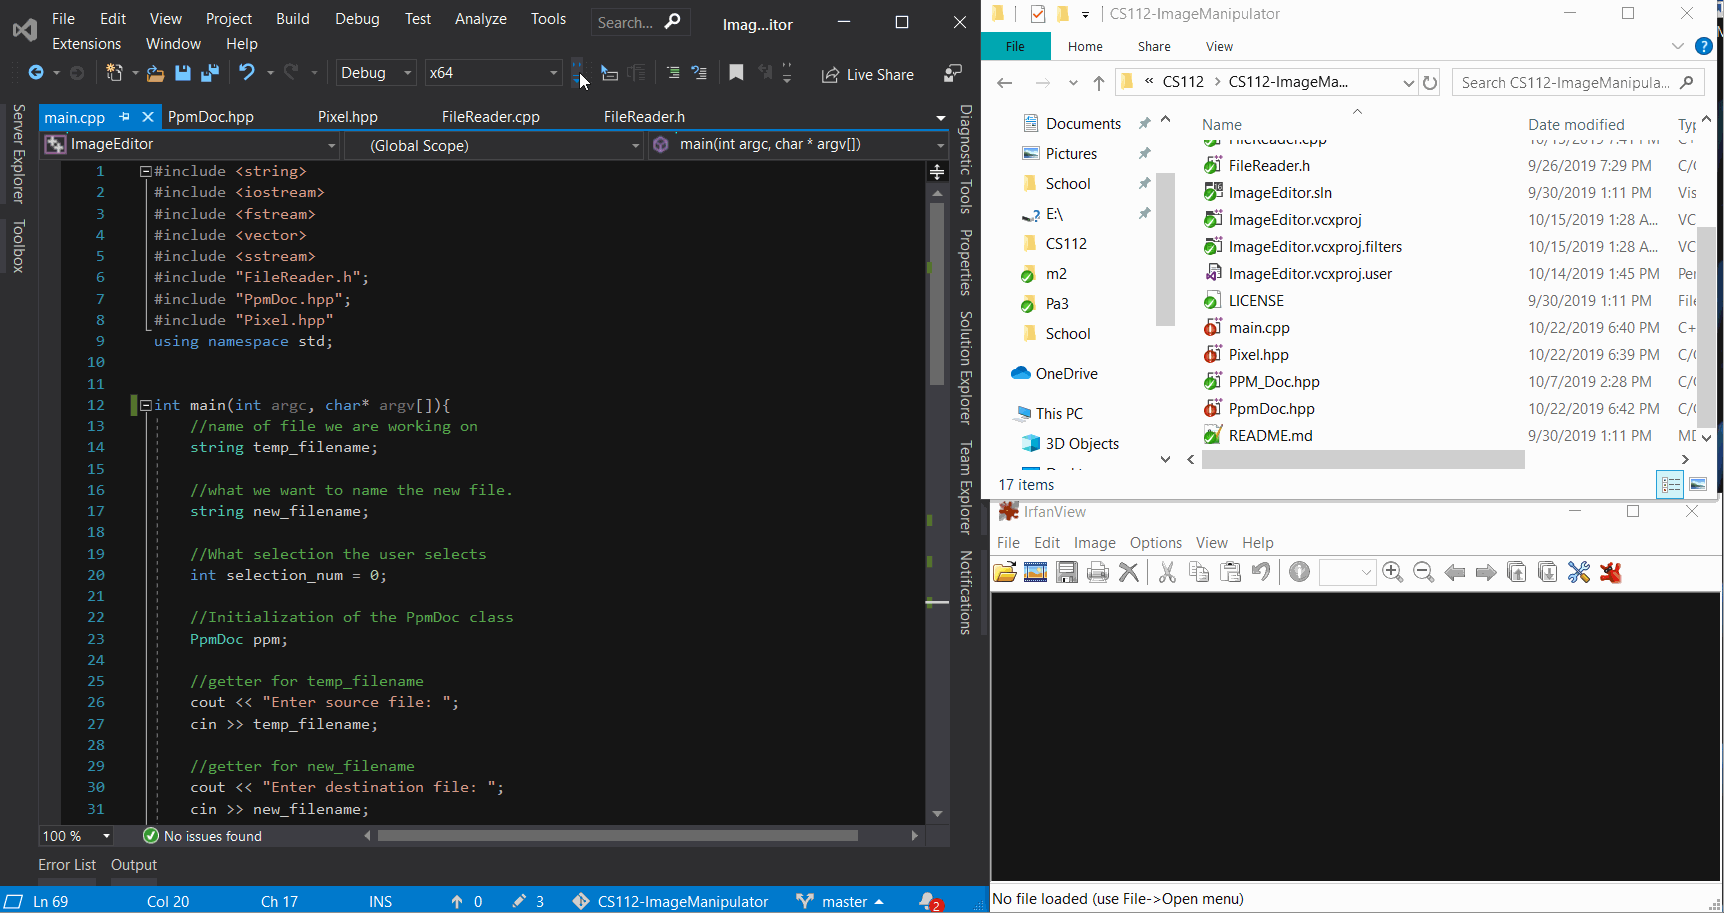 File Edit View Project Build Debug Test Analyze Tools Search... Imag...itor
Extensions Window Help
Debug x64 Live Share
Server Explorer
Toolbox
main.cpp PpmDoc.hpp Pixel.hpp FileReader.cpp FileReader.h
ImageEditor (Global Scope) main(int argc, char * argv[])
1 #include <string>
2 #include <iostream>
3 #include <fstream>
4 #include <vector>
5 #include <sstream>
6 #include "FileReader.h";
7 #include "PpmDoc.hpp";
8 #include "Pixel.hpp"
9 using namespace std;
10
11
12 int main(int argc, char* argv[]){
13 //name of file we are working on
14 string temp_filename;
15
16 //what we want to name the new file.
17 string new_filename;
18
19 //What selection the user selects
20 int selection_num = 0;
21
22 //Initialization of the PpmDoc class
23 PpmDoc ppm;
24
25 //getter for temp_filename
26 cout << "Enter source file: ";
27 cin >> temp_filename;
28
29 //getter for new_filename
30 cout << "Enter destination file: ";
31 cin >> new_filename;
100 % No issues found
Error List Output
Ln 69 Col 20 Ch 17 INS 0 3 CS112-ImageManipulator master 2
Diagnostic Tools
Properties
Solution Explorer
Team Explorer
Notifications
CS112-ImageManipulator
File Home Share View ?
« CS112 > CS112-ImageMa... Search CS112-ImageManipula...
Documents
Pictures
School
E:\
CS112
m2
Pa3
School
OneDrive
This PC
3D Objects
Name Date modified
FileReader.cpp 10/15/2019 7:41 PM C+
FileReader.h 9/26/2019 7:29 PM C/
ImageEditor.sln 9/30/2019 1:11 PM Vis
ImageEditor.vcxproj 10/15/2019 1:28 A... VC
ImageEditor.vcxproj.filters 10/15/2019 1:28 A... VC
ImageEditor.vcxproj.user 10/14/2019 1:45 PM Per
LICENSE 9/30/2019 1:11 PM File
main.cpp 10/22/2019 6:40 PM C+
Pixel.hpp 10/22/2019 6:39 PM C/
PPM_Doc.hpp 10/7/2019 2:28 PM C/
PpmDoc.hpp 10/22/2019 6:42 PM C/
README.md 9/30/2019 1:11 PM MD
17 items
IrfanView
File Edit Image Options View Help
No file loaded (use File->Open menu)